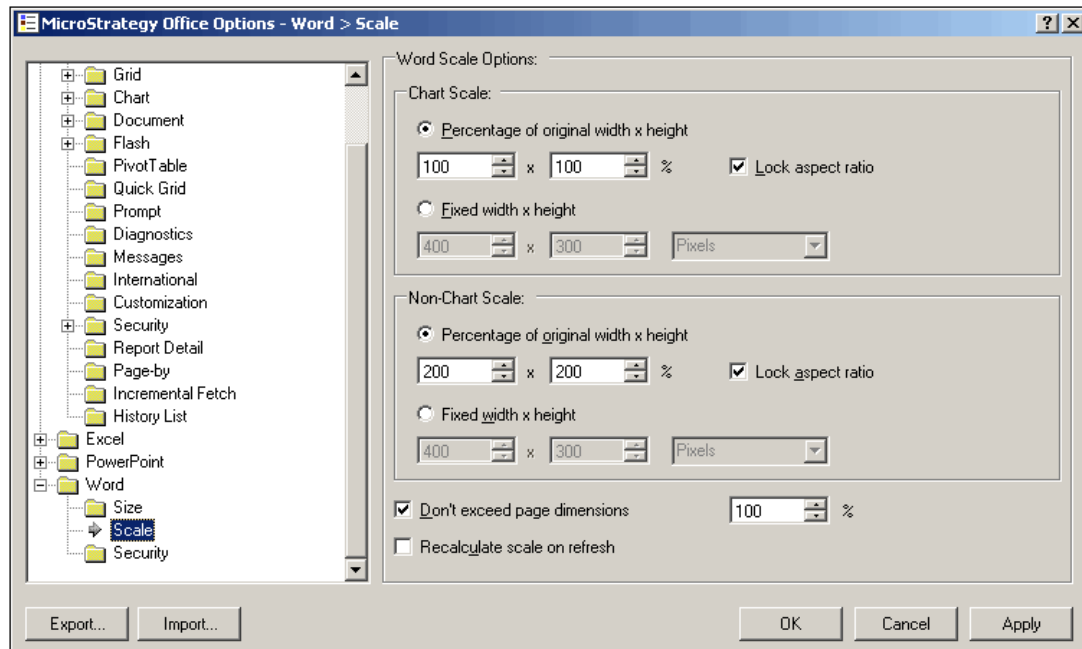 MicroStrategy Office Options - Word > Scale
Grid
Chart
Document
Flash
PivotTable
Quick Grid
Prompt
Diagnostics
Messages
International
Customization
Security
Report Detail
Page-by
Incremental Fetch
History List
Excel
PowerPoint
Word
Size
Scale
Security
Word Scale Options:
Chart Scale:
Percentage of original width x height
100 x 100 % Lock aspect ratio
Fixed width x height
400 x 300 Pixels
Non-Chart Scale:
Percentage of original width x height
200 x 200 % Lock aspect ratio
Fixed width x height
400 x 300 Pixels
Don't exceed page dimensions 100 %
Recalculate scale on refresh
Export... Import... OK Cancel Apply